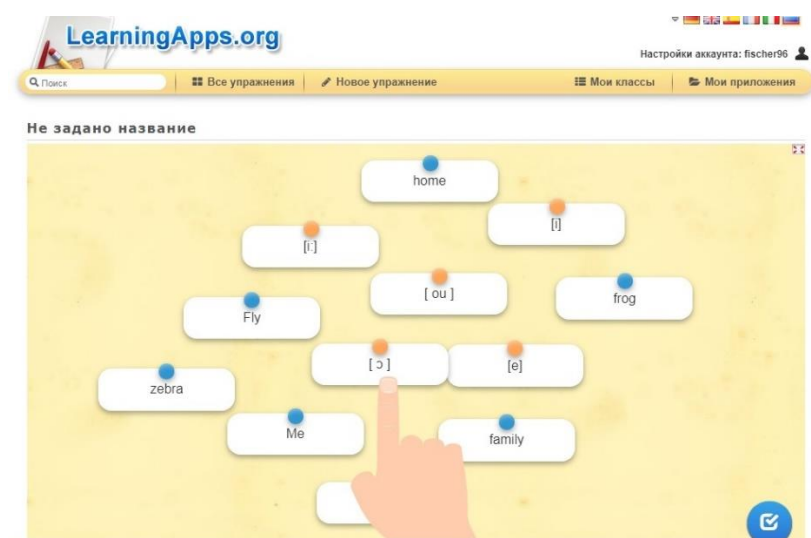 LearningApps.org
Настройки аккаунта: fischer96
Поиск
Все упражнения
Новое упражнение
Мои классы
Мои приложения
Не задано название
home
[i]
[i:]
[ ou ]
frog
Fly
[ ɔ ]
[e]
zebra
Me
family